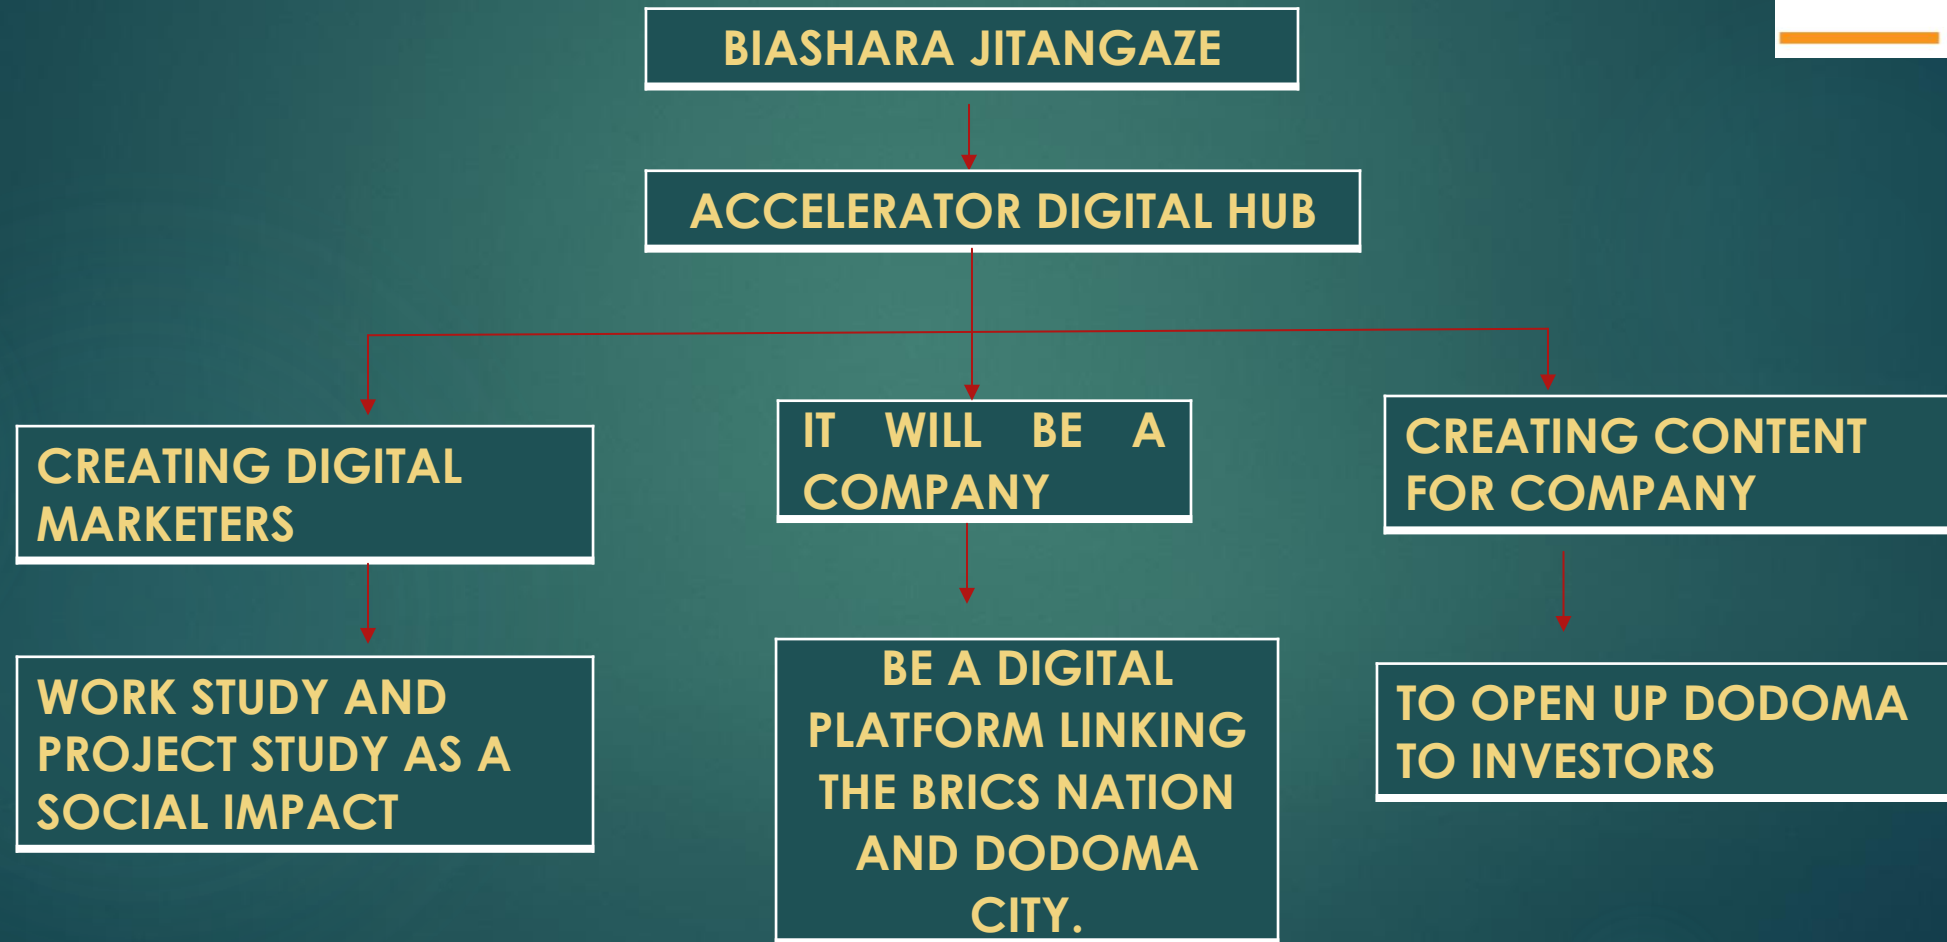 BIASHARA JITANGAZE
ACCELERATOR DIGITAL HUB
CREATING DIGITAL
MARKETERS
IT WILL BE A
COMPANY
CREATING CONTENT
FOR COMPANY
WORK STUDY AND
PROJECT STUDY AS A
SOCIAL IMPACT
BE A DIGITAL
PLATFORM LINKING
THE BRICS NATION
AND DODOMA
CITY.
TO OPEN UP DODOMA
TO INVESTORS